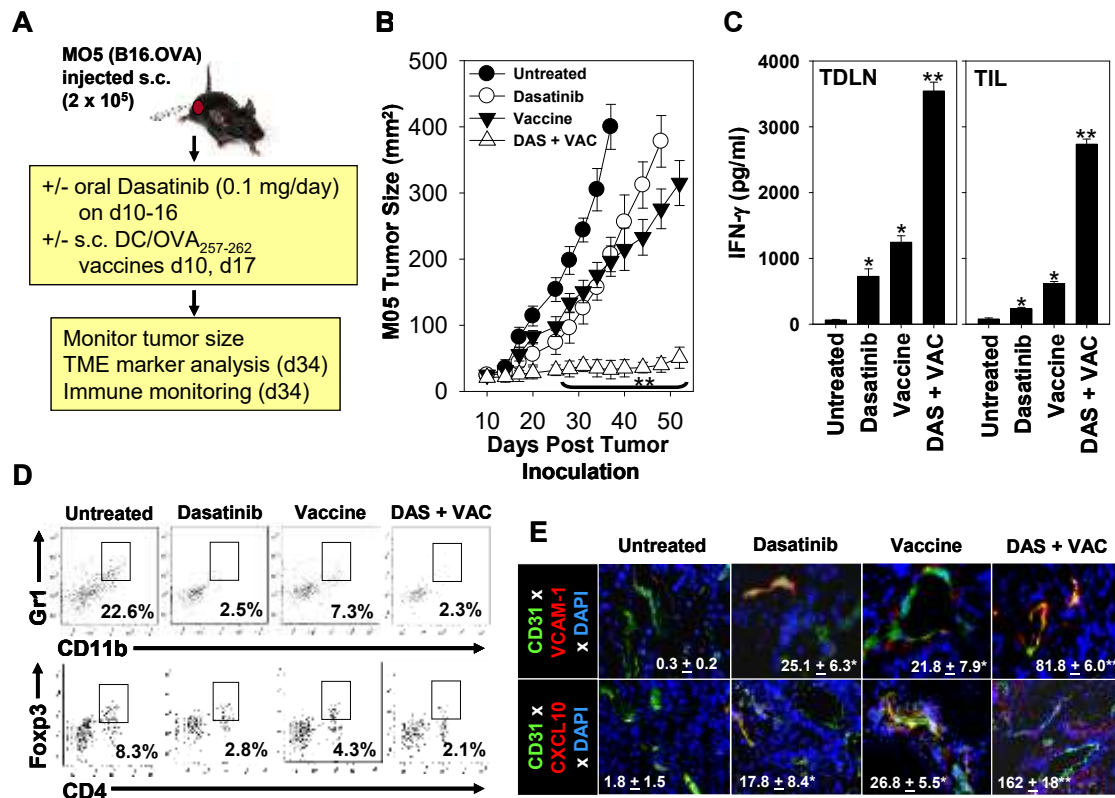 A
MO5 (B16.OVA)
injected s.c.
(2 x 10⁵)
+/- oral Dasatinib (0.1 mg/day)
on d10-16
+/- s.c. DC/OVA₂₅₇₋₂₆₂
vaccines d10, d17
Monitor tumor size
TME marker analysis (d34)
Immune monitoring (d34)
B
M05 Tumor Size (mm²)
500
400
300
200
100
0
Untreated
Dasatinib
Vaccine
DAS + VAC
**
10 20 30 40 50
Days Post Tumor
Inoculation
C
IFN-γ (pg/ml)
4000
3000
2000
1000
0
TDLN
* * **
Untreated
Dasatinib
Vaccine
DAS + VAC
TIL
* * **
Untreated
Dasatinib
Vaccine
DAS + VAC
D
Untreated Dasatinib Vaccine DAS + VAC
Gr1
22.6% 2.5% 7.3% 2.3%
CD11b
Foxp3
8.3% 2.8% 4.3% 2.1%
CD4
E
Untreated Dasatinib Vaccine DAS + VAC
CD31 x
VCAM-1
x DAPI
0.3 ± 0.2 25.1 ± 6.3* 21.8 ± 7.9* 81.8 ± 6.0**
CD31 x
CXCL10
x DAPI
1.8 ± 1.5 17.8 ± 8.4* 26.8 ± 5.5* 162 ± 18**